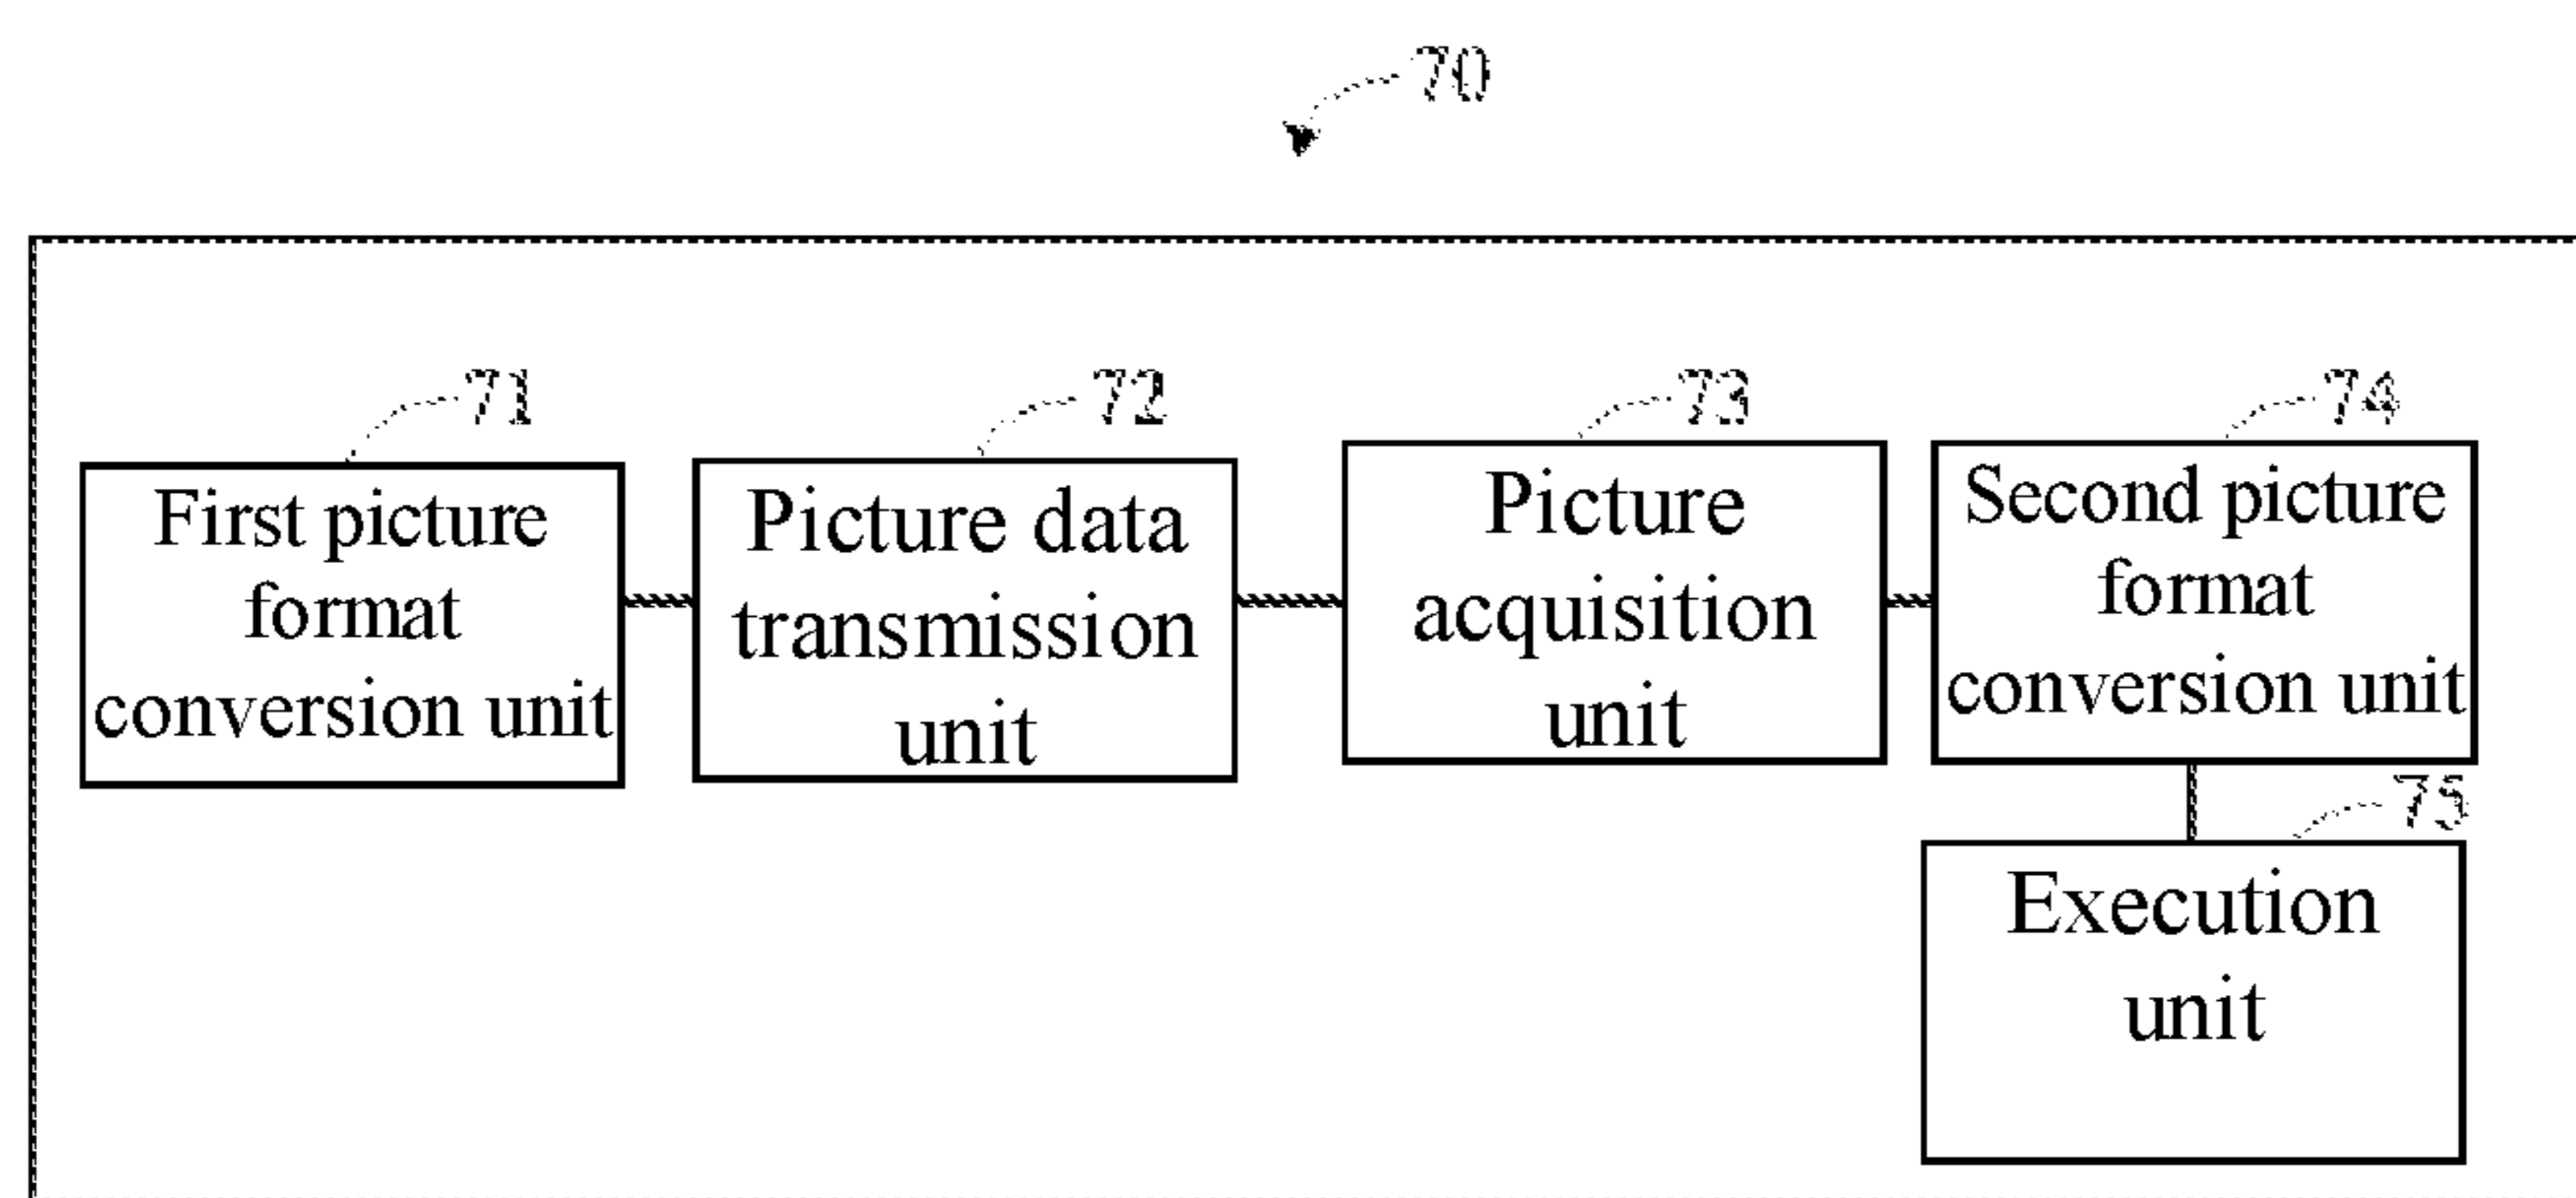 70
71
First picture
format
conversion unit
72
Picture data
transmission
unit
73
Picture
acquisition
unit
74
Second picture
format
conversion unit
75
Execution
unit